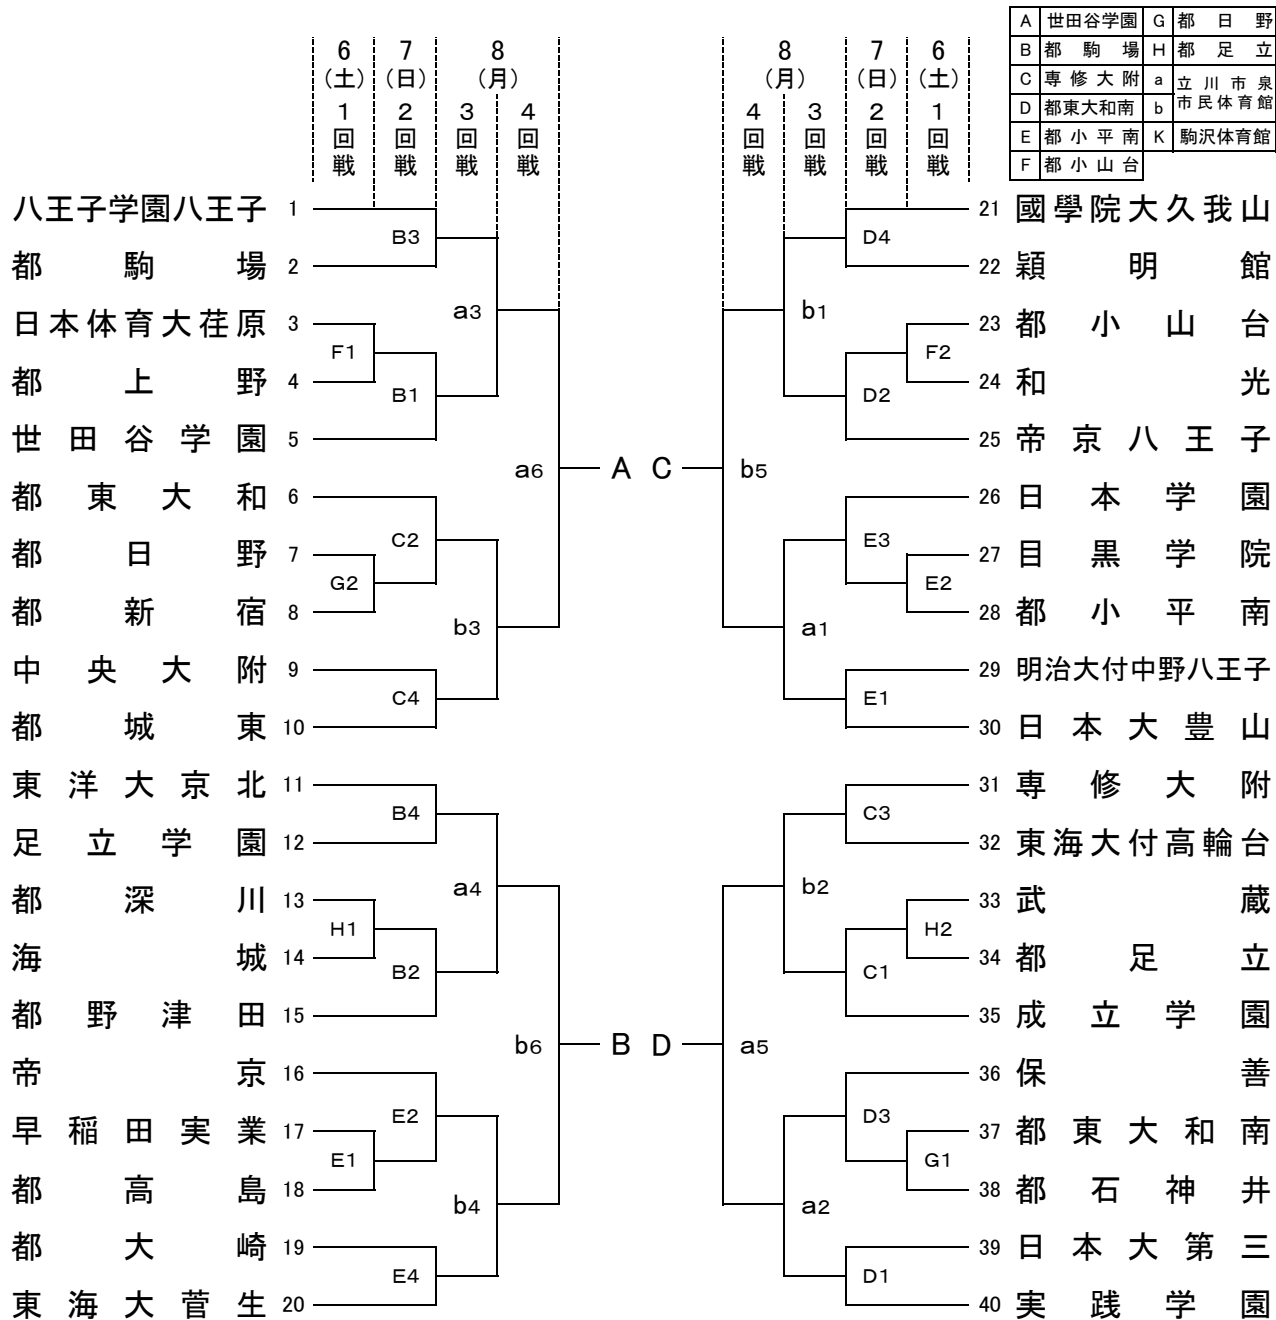 A 世田谷学園 G 都日野
B 都駒場 H 都足立
C 専修大附 a 立川市泉
D 都東大和南 b 市民体育館
E 都小平南 K 駒沢体育館
F 都小山台
6 7 8 8 7 6
(土) (日) (月) (月) (日) (土)
1回戦 2回戦 3回戦 4回戦 4回戦 3回戦 2回戦 1回戦
八王子学園八王子 1 21 國學院大久我山
B3 D4
都駒場 2 22 穎明館
a3 b1
日本体育大荏原 3 23 都小山台
F1 F2
都上野 4 24 和光
B1 D2
世田谷学園 5 25 帝京八王子
a6 A C b5
都東大和 6 26 日本学園
C2 E3
都日野 7 27 目黒学院
G2 E2
都新宿 8 28 都小平南
b3 a1
中央大附 9 29 明治大付中野八王子
C4 E1
都城東 10 30 日本大豊山
東洋大京北 11 31 専修大附
B4 C3
足立学園 12 32 東海大付高輪台
a4 b2
都深川 13 33 武蔵
H1 H2
海城 14 34 都足立
B2 C1
都野津田 15 35 成立学園
b6 B D a5
帝京 16 36 保善
E2 D3
早稲田実業 17 37 都東大和南
E1 G1
都高島 18 38 都石神井
b4 a2
都大崎 19 39 日本大第三
E4 D1
東海大菅生 20 40 実践学園